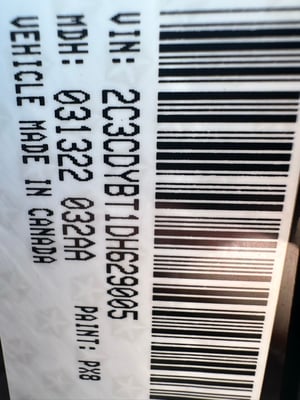 VIN: 2C3CDYBT1DH629005
MDH: 031322 032AA PAINT: PX8
VEHICLE MADE IN CANADA